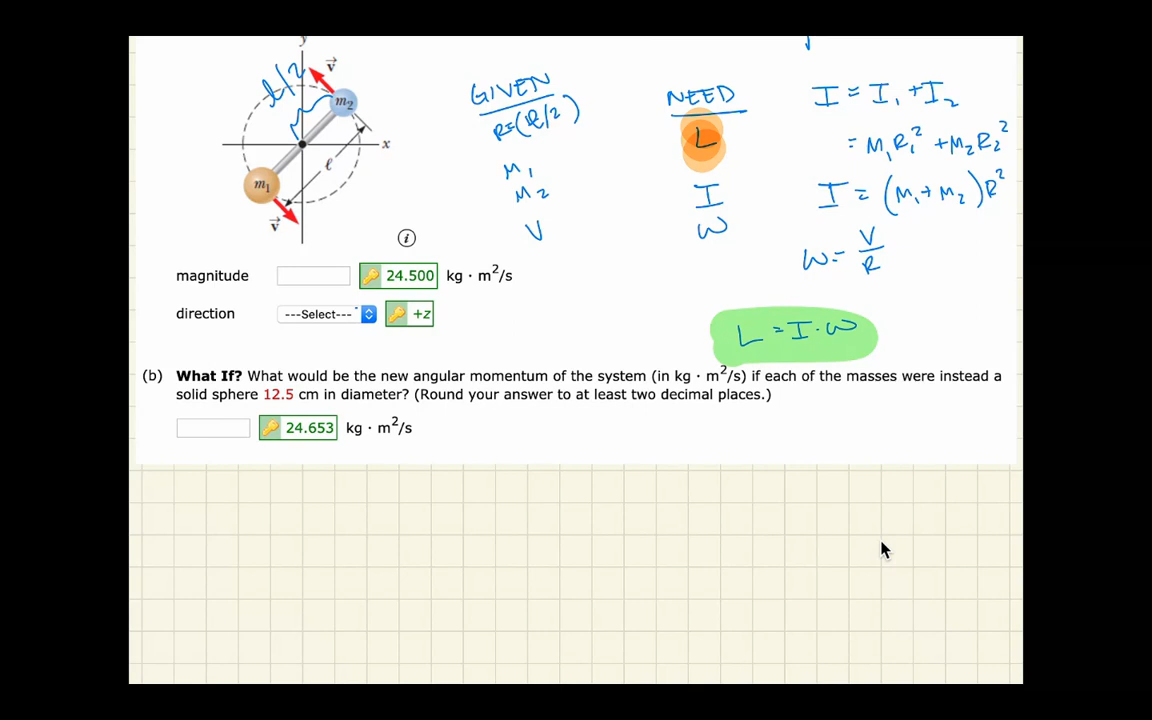 y
l/2
v
m2
x
ℓ
m1
v
i
GIVEN
R=(l/2)
M1
M2
V
NEED
L
I
W
I = I1 + I2
= M1R1² + M2R2²
I = (M1 + M2)R²
W = V/R
L = I · W
magnitude 24.500 kg · m²/s
direction ---Select--- +z
(b) What If? What would be the new angular momentum of the system (in kg · m²/s) if each of the masses were instead a
solid sphere 12.5 cm in diameter? (Round your answer to at least two decimal places.)
24.653 kg · m²/s